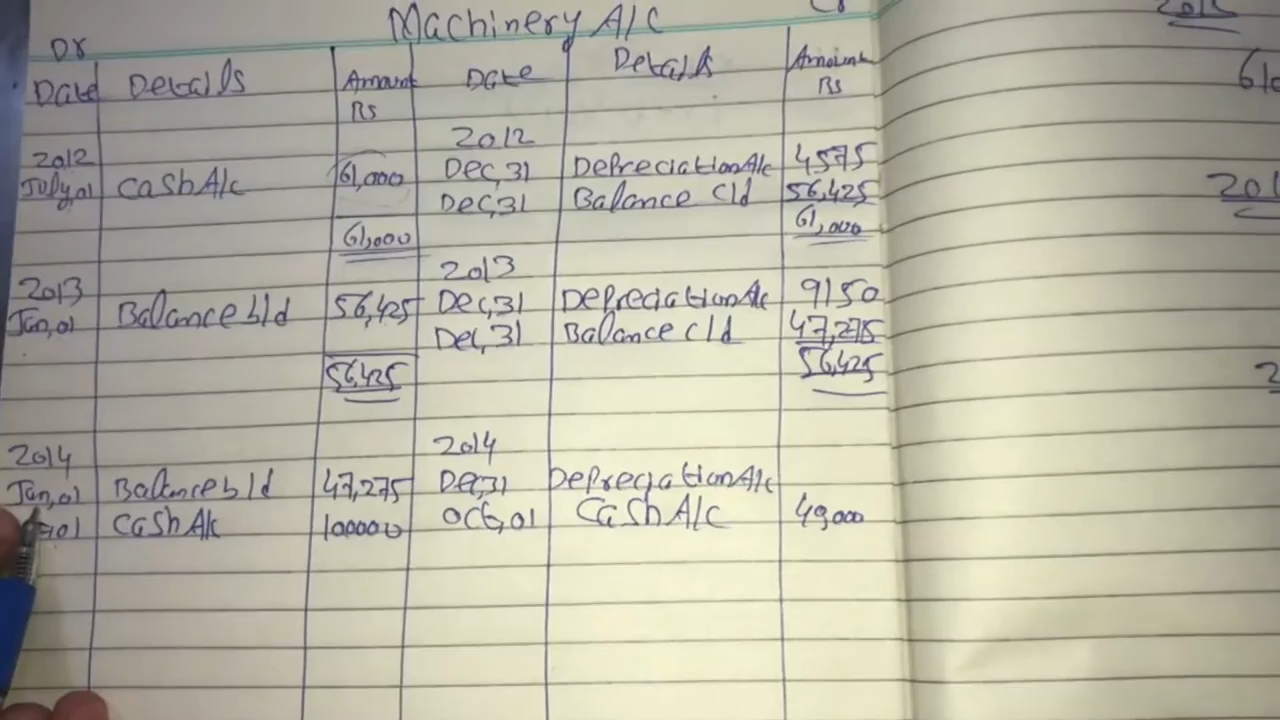 Machinery A/C
Dr Cr
Date Details Amount Rs Date Details Amount Rs
2012 2012
July,01 Cash A/c 61,000 Dec,31 Depreciation A/c 4575
Dec,31 Balance C/d 56,425
61,000 61,000
2013 2013
Jan,01 Balance b/d 56,425 Dec,31 Depreciation A/c 9150
Dec,31 Balance c/d 47,275
56,425 56,425
2014 2014
Jan,01 Balance b/d 47,275 Dec,31 Depreciation A/c
01 Cash A/c 100000 Oct,01 Cash A/c 49,000